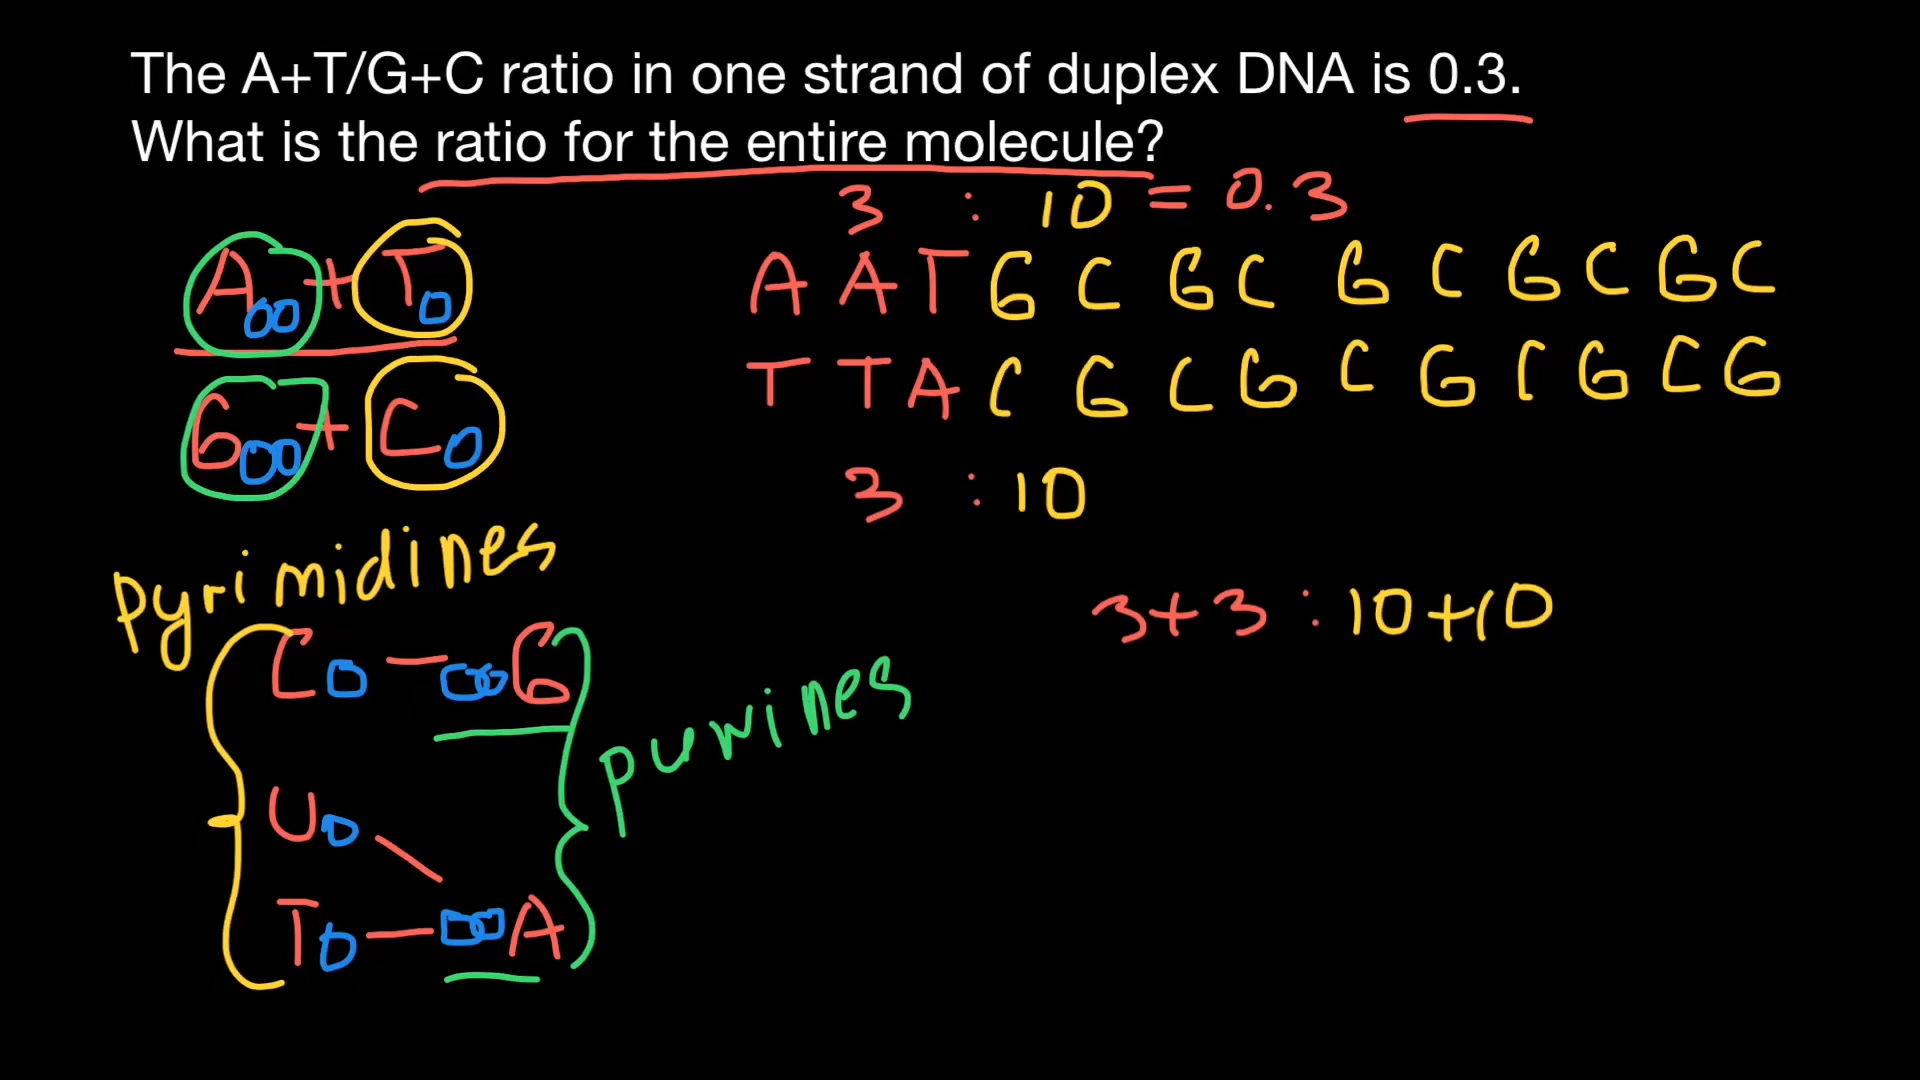 The A+T/G+C ratio in one strand of duplex DNA is 0.3.
What is the ratio for the entire molecule?
3 : 10 = 0.3
A + T
G + C
A A T G C G C G C G C G C
T T A C G C G C G C G C G
3 : 10
pyrimidines
3+3 : 10+10
C — G
purines
U
T — A